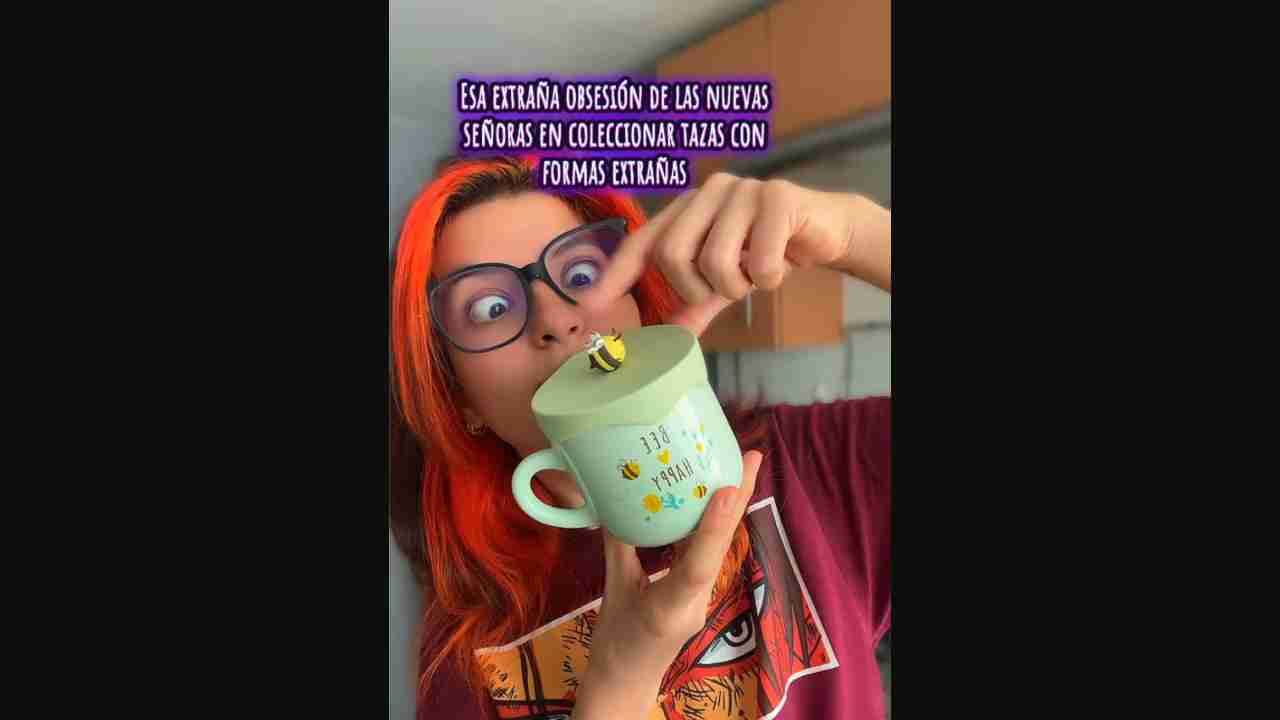 Esa extraña obsesión de las nuevas
señoras en coleccionar tazas con
formas extrañas
BEE
HAPPY